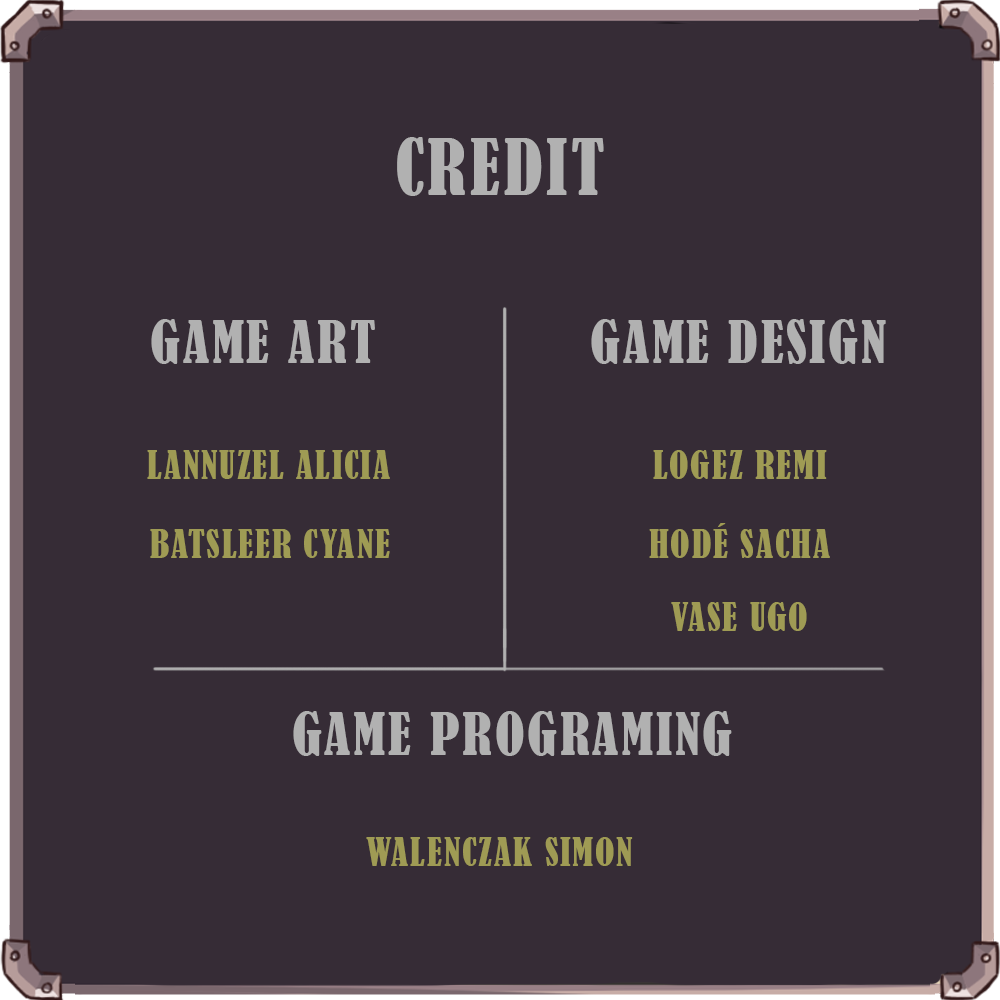 CREDIT
GAME ART
LANNUZEL ALICIA
BATSLEER CYANE
GAME DESIGN
LOGEZ REMI
HODÉ SACHA
VASE UGO
GAME PROGRAMING
WALENCZAK SIMON